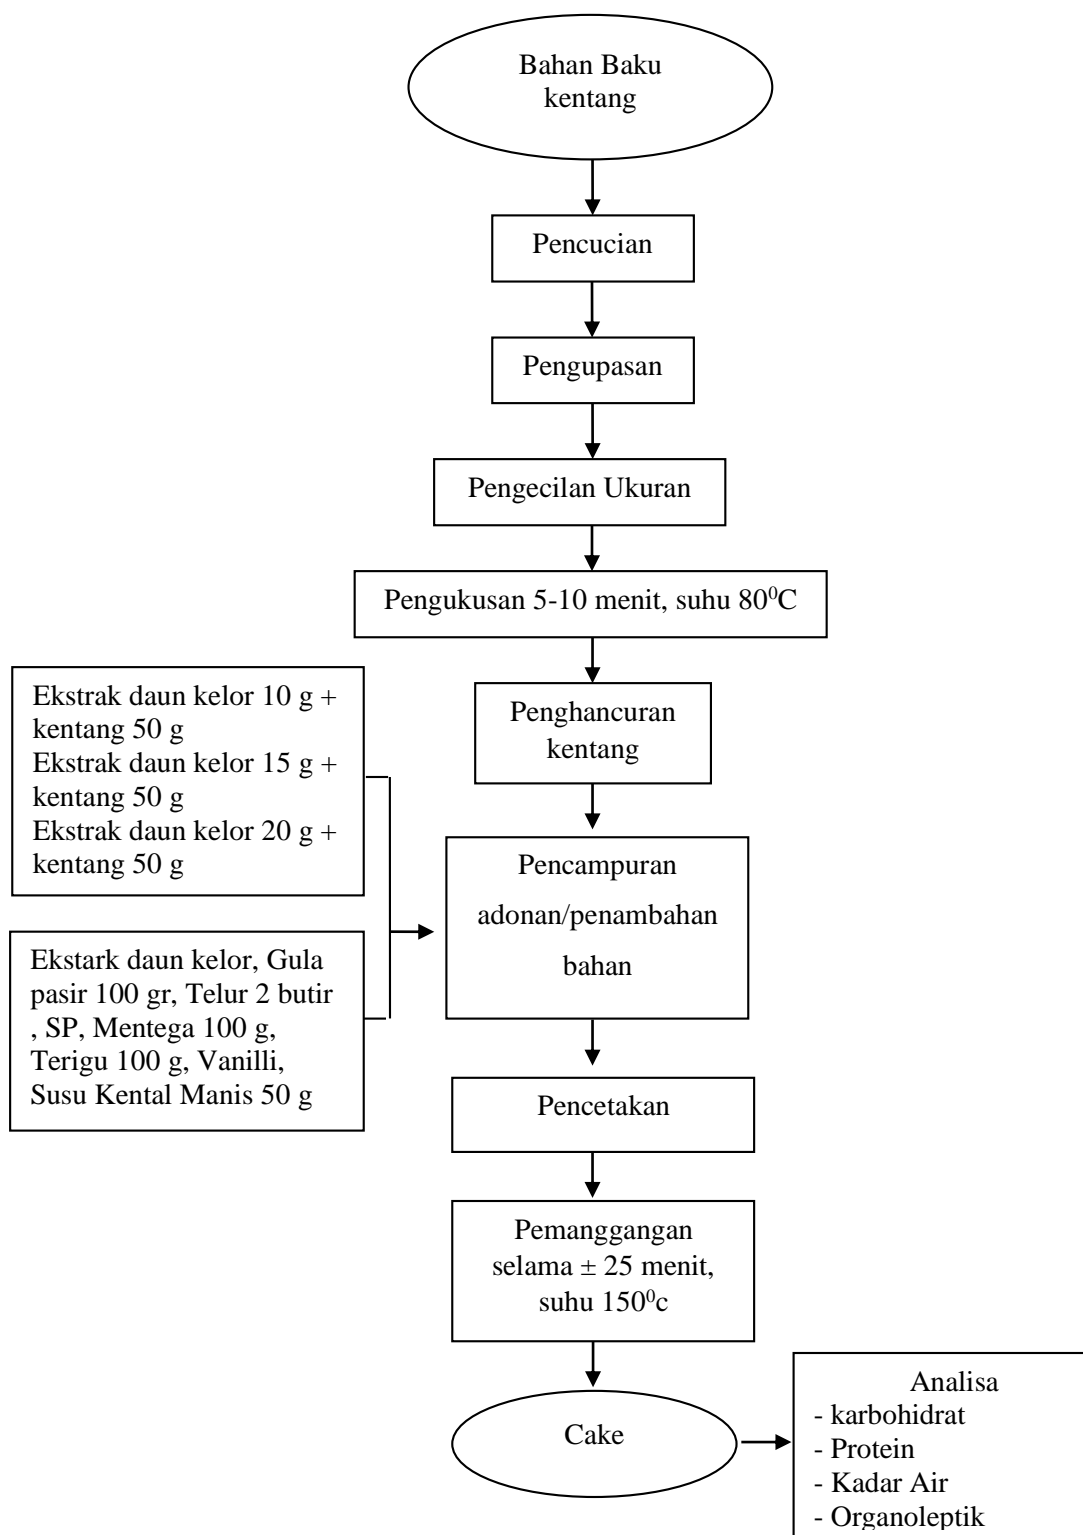 Bahan Baku
kentang
Pencucian
Pengupasan
Pengecilan Ukuran
Pengukusan 5-10 menit, suhu 80⁰C
Penghancuran
kentang
Ekstrak daun kelor 10 g +
kentang 50 g
Ekstrak daun kelor 15 g +
kentang 50 g
Ekstrak daun kelor 20 g +
kentang 50 g
Pencampuran
adonan/penambahan
bahan
Ekstark daun kelor, Gula
pasir 100 gr, Telur 2 butir
, SP, Mentega 100 g,
Terigu 100 g, Vanilli,
Susu Kental Manis 50 g
Pencetakan
Pemanggangan
selama ± 25 menit,
suhu 150⁰c
Cake
Analisa
- karbohidrat
- Protein
- Kadar Air
- Organoleptik